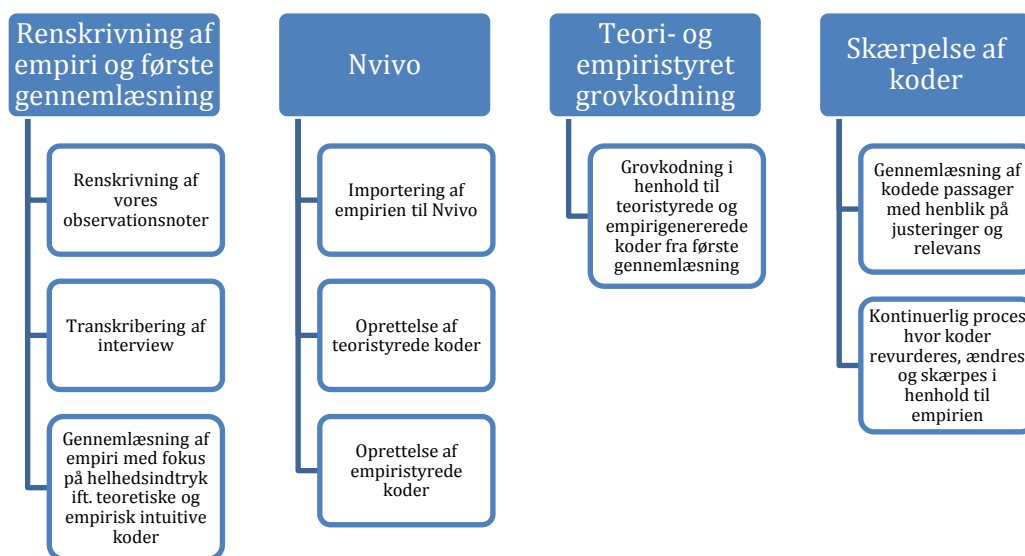 Renskrivning af
empiri og første
gennemlæsning
Renskrivning af
vores
observationsnoter
Transkribering af
interview
Gennemlæsning af
empiri med fokus
på helhedsindtryk
ift. teoretiske og
empirisk intuitive
koder
Nvivo
Importering af
empirien til Nvivo
Oprettelse af
teoristyrede koder
Oprettelse af
empiristyrede
koder
Teori- og
empiristyret
grovkodning
Grovkodning i
henhold til
teoristyrede og
empirigenererede
koder fra første
gennemlæsning
Skærpelse af
koder
Gennemlæsning af
kodede passager
med henblik på
justeringer og
relevans
Kontinuerlig proces
hvor koder
revurderes, ændres
og skærpes i
henhold til
empirien